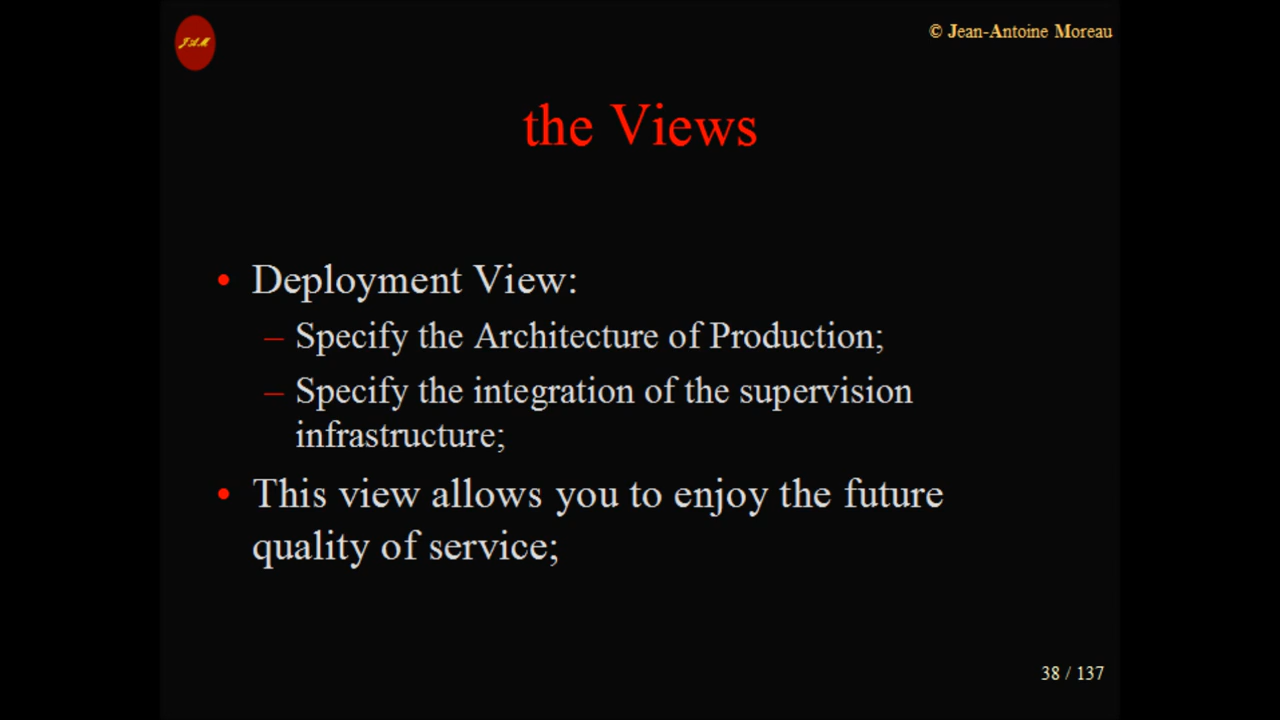 JAM
© Jean-Antoine Moreau
the Views
• Deployment View:
– Specify the Architecture of Production;
– Specify the integration of the supervision
infrastructure;
• This view allows you to enjoy the future
quality of service;
38 / 137